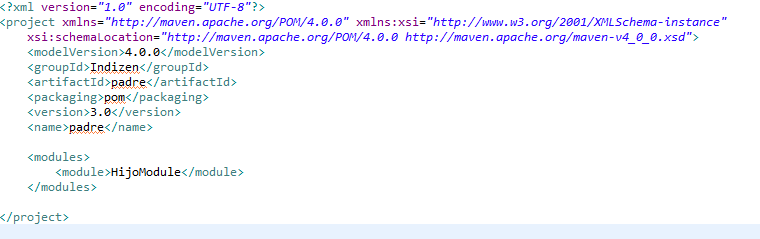 <?xml version="1.0" encoding="UTF-8"?>
<project xmlns="http://maven.apache.org/POM/4.0.0" xmlns:xsi="http://www.w3.org/2001/XMLSchema-instance"
xsi:schemaLocation="http://maven.apache.org/POM/4.0.0 http://maven.apache.org/maven-v4_0_0.xsd">
<modelVersion>4.0.0</modelVersion>
<groupId>Indizen</groupId>
<artifactId>padre</artifactId>
<packaging>pom</packaging>
<version>3.0</version>
<name>padre</name>
<modules>
<module>HijoModule</module>
</modules>
</project>